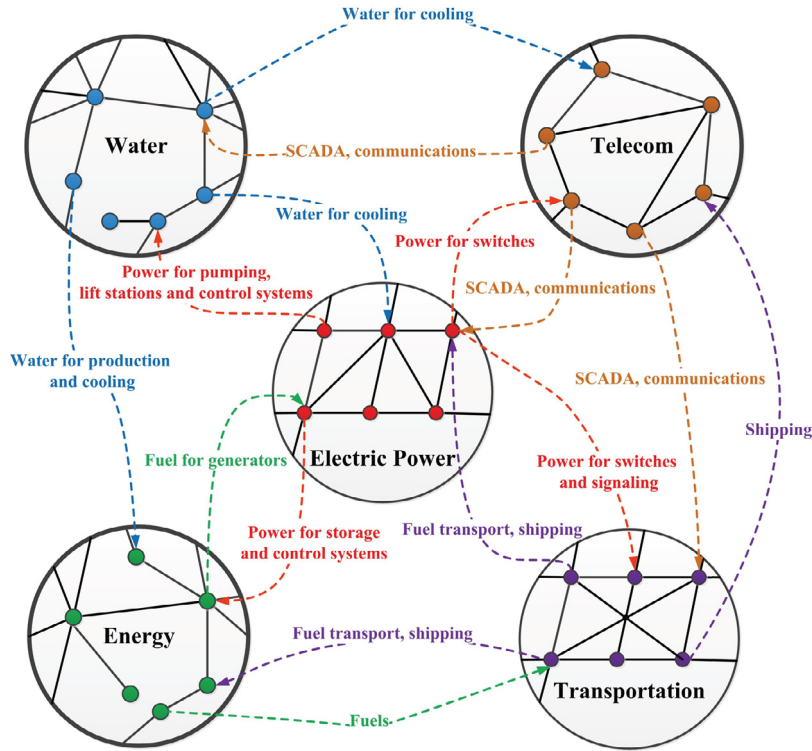 Water for cooling
Water
Telecom
SCADA, communications
Water for cooling
Power for switches
Power for pumping,
lift stations and control systems
SCADA, communications
Water for production
and cooling
SCADA, communications
Shipping
Electric Power
Fuel for generators
Power for switches
and signaling
Power for storage
and control systems
Fuel transport, shipping
Energy
Fuel transport, shipping
Transportation
Fuels